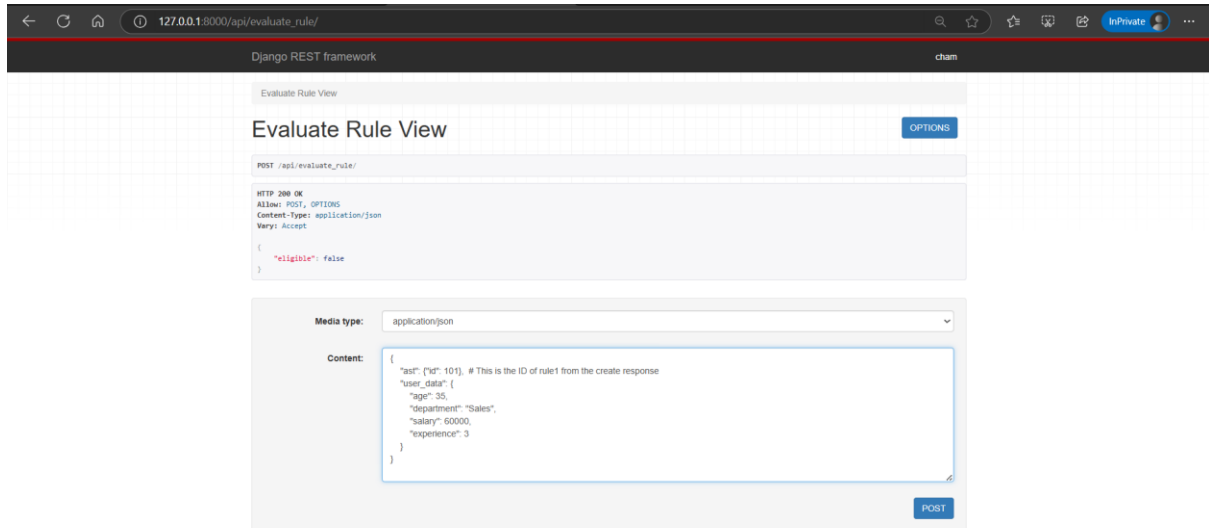 127.0.0.1:8000/api/evaluate_rule/
InPrivate
Django REST framework
cham
Evaluate Rule View
Evaluate Rule View
OPTIONS
POST /api/evaluate_rule/
HTTP 200 OK
Allow: POST, OPTIONS
Content-Type: application/json
Vary: Accept
{
"eligible": false
}
Media type:
application/json
Content:
{
"ast": {"id": 101}, # This is the ID of rule1 from the create response
"user_data": {
"age": 35,
"department": "Sales",
"salary": 60000,
"experience": 3
}
}
POST